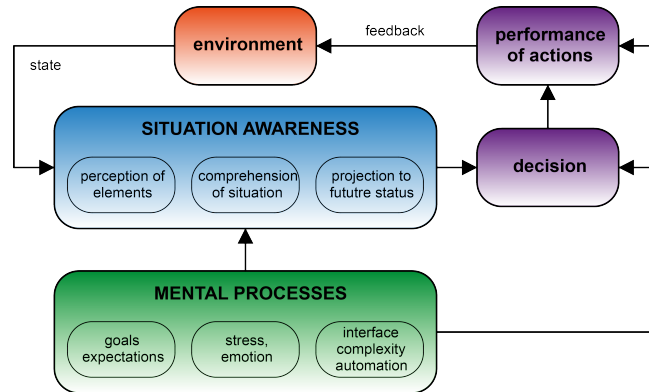 environment
feedback
performance
of actions
state
SITUATION AWARENESS
perception of
elements
comprehension
of situation
projection to
fututre status
decision
MENTAL PROCESSES
goals
expectations
stress,
emotion
interface
complexity
automation